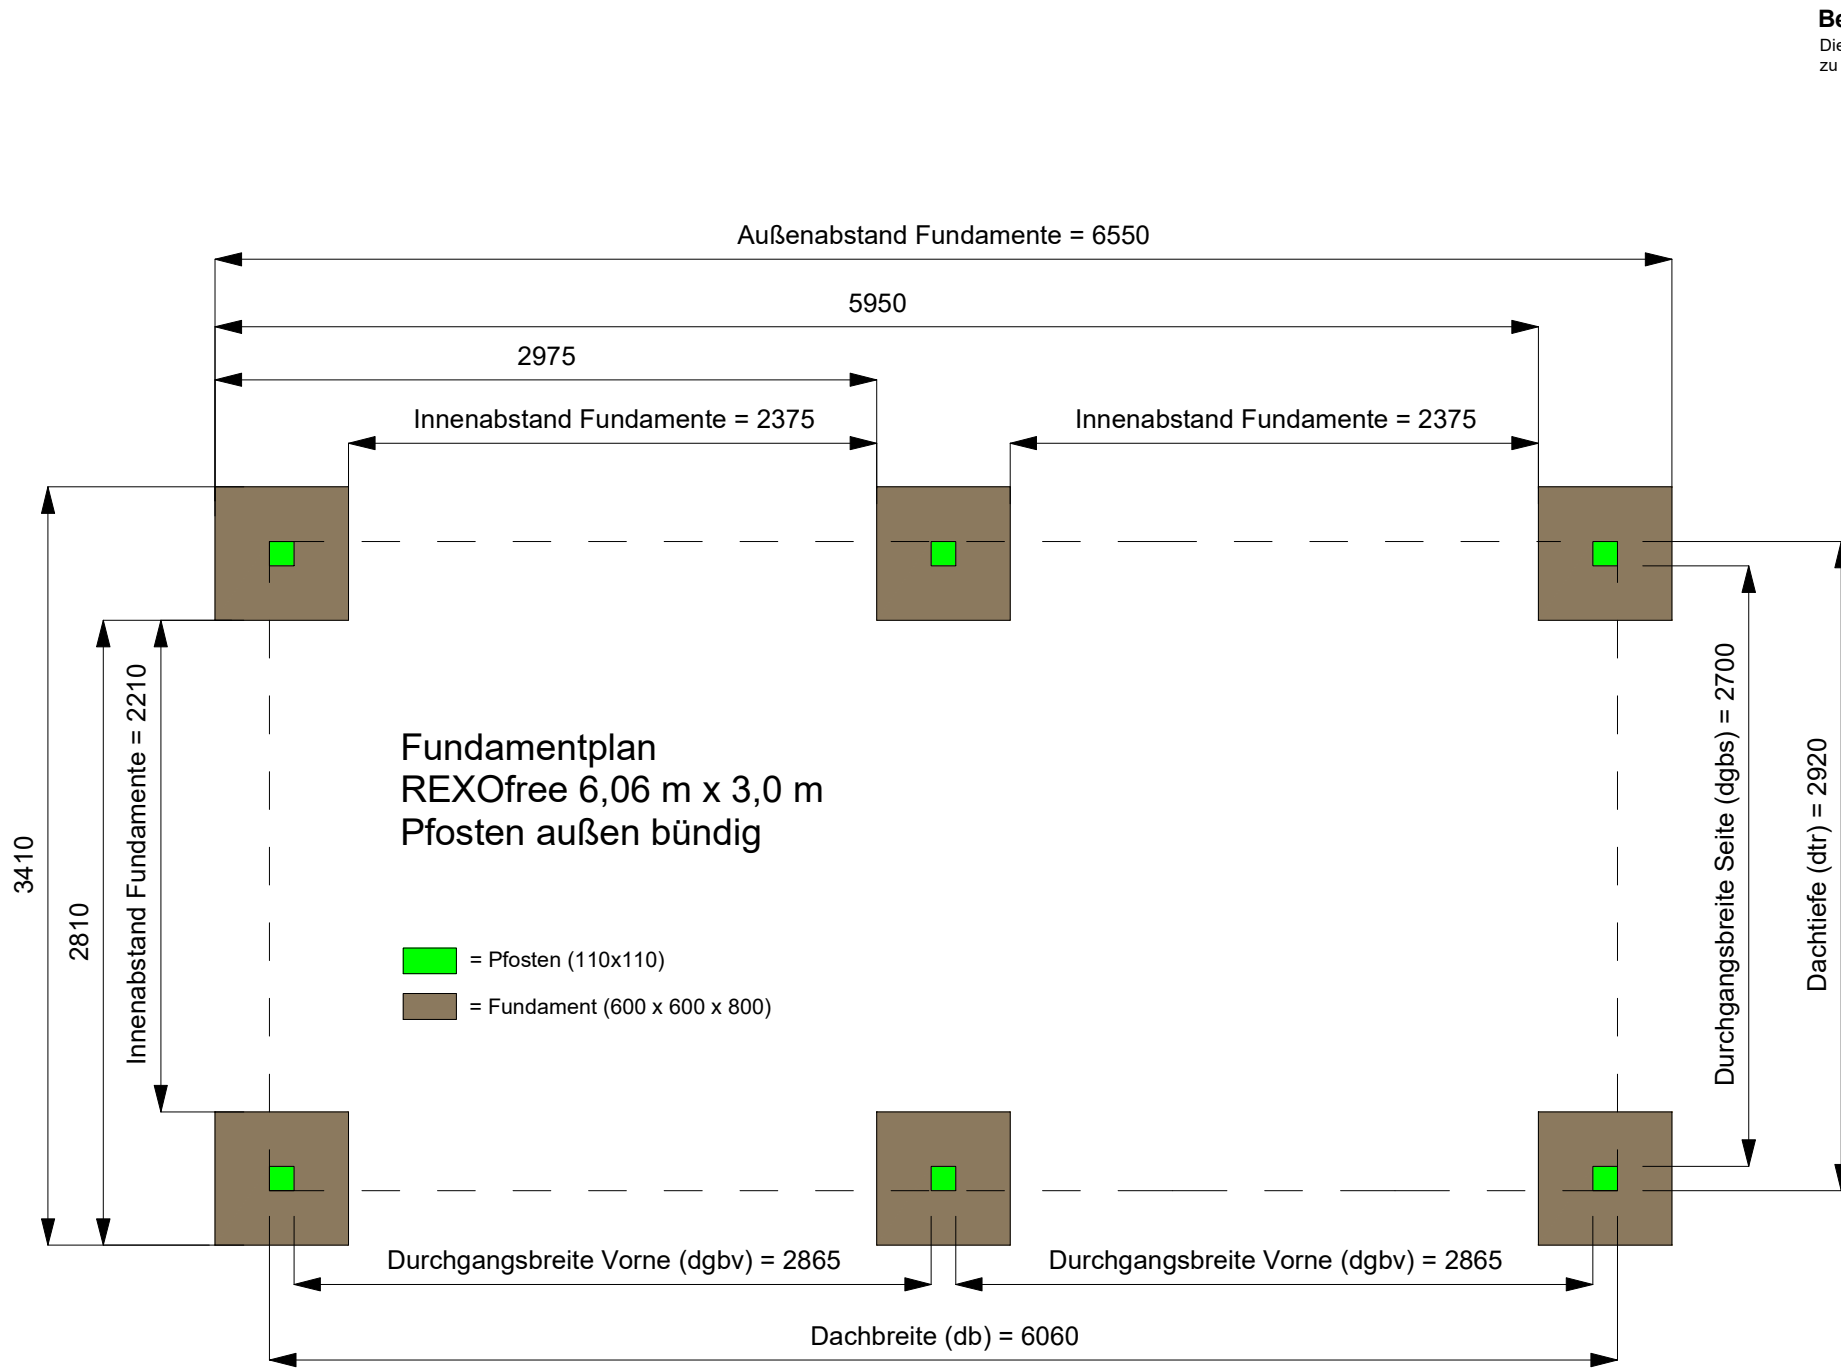 Die
zu
Außenabstand Fundamente = 6550
5950
2975
Innenabstand Fundamente = 2375
Innenabstand Fundamente = 2375
3410
2810
Innenabstand Fundamente = 2210
Fundamentplan
REXOfree 6,06 m x 3,0 m
Pfosten außen bündig
= Pfosten (110x110)
= Fundament (600 x 600 x 800)
Durchgangsbreite Seite (dgbs) = 2700
Dachtiefe (dtr) = 2920
Durchgangsbreite Vorne (dgbv) = 2865
Durchgangsbreite Vorne (dgbv) = 2865
Dachbreite (db) = 6060